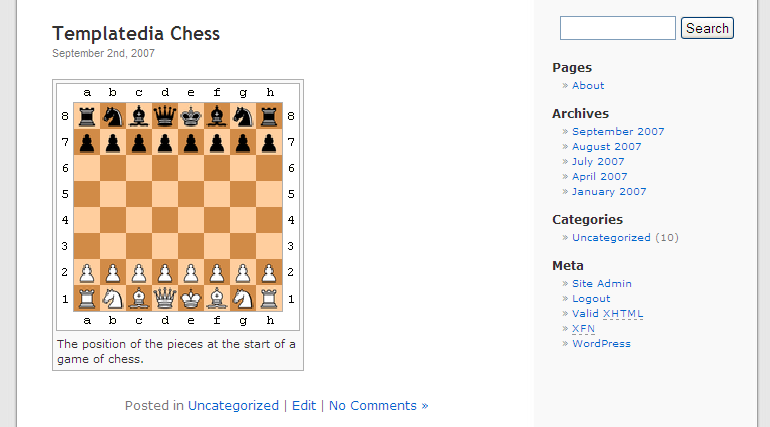 Templatedia Chess
September 2nd, 2007
a b c d e f g h
8 8
7 7
6 6
5 5
4 4
3 3
2 2
1 1
a b c d e f g h
The position of the pieces at the start of a
game of chess.
Posted in Uncategorized | Edit | No Comments »
Search
Pages
» About
Archives
» September 2007
» August 2007
» July 2007
» April 2007
» January 2007
Categories
» Uncategorized (10)
Meta
» Site Admin
» Logout
» Valid XHTML
» XFN
» WordPress